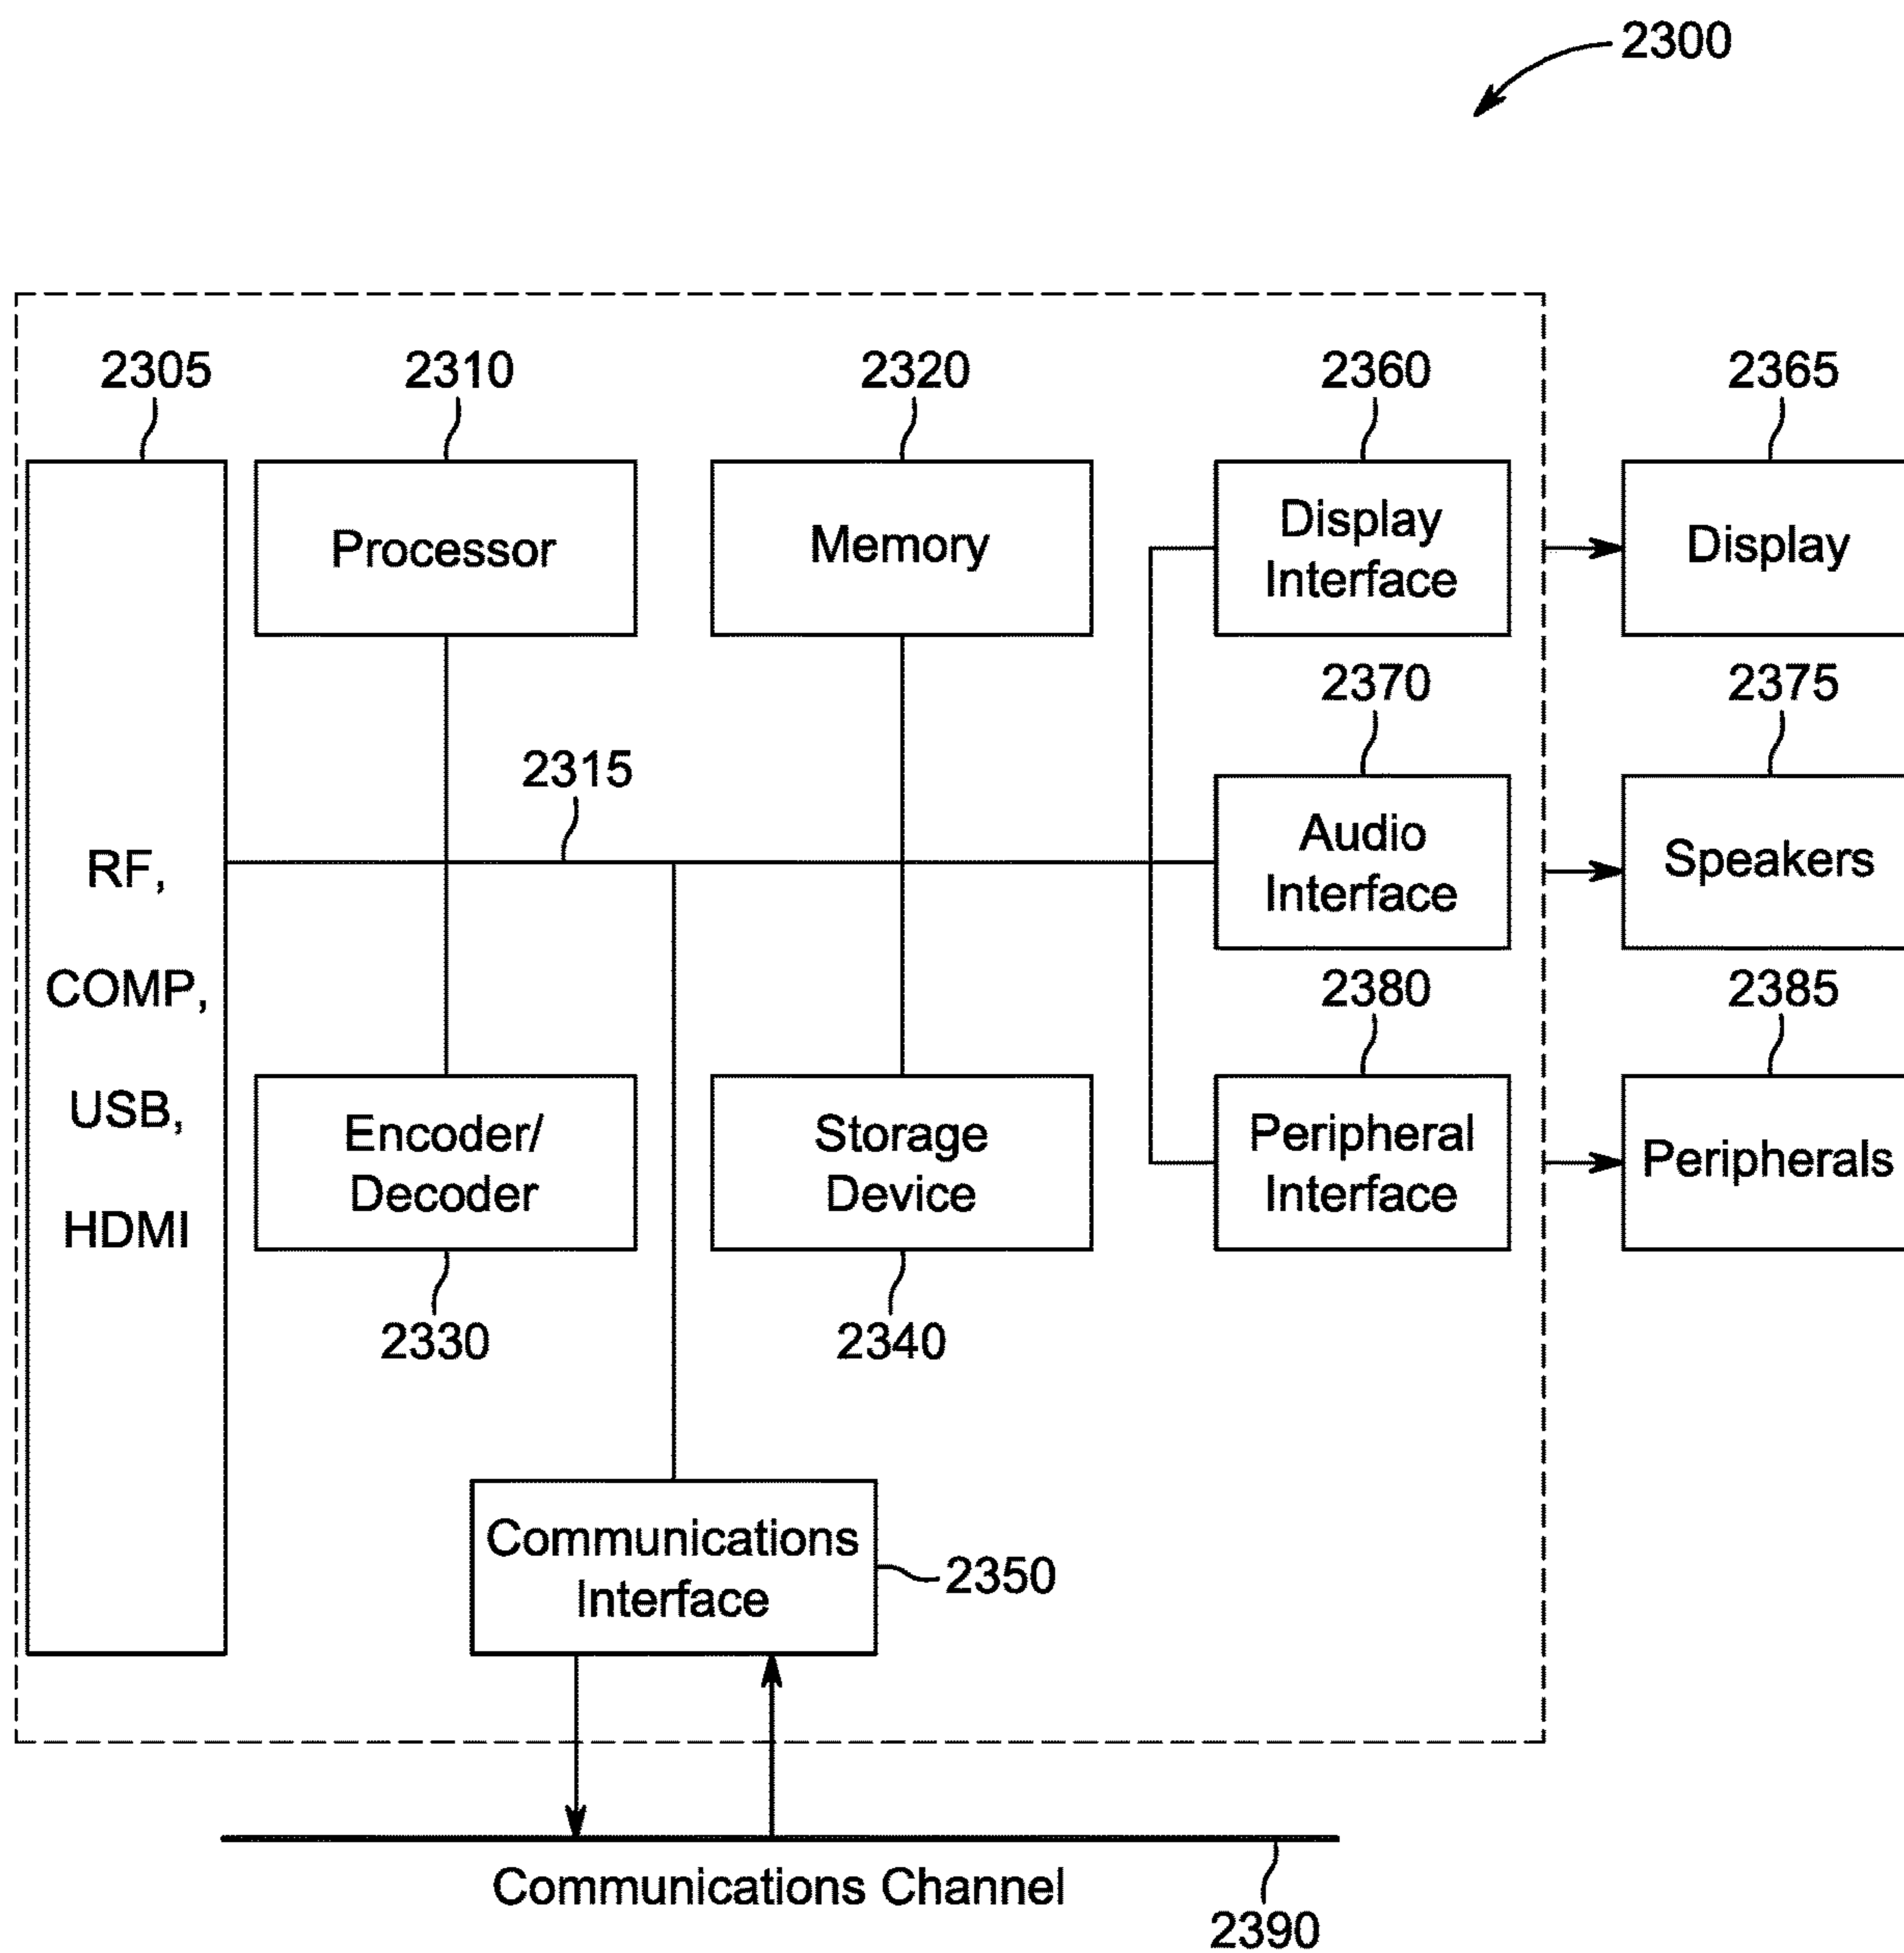 2300
2305
2310
2320
2360
2365
Processor
Memory
Display
Interface
Display
2370
2375
2315
Audio
Interface
Speakers
RF,
COMP,
USB,
HDMI
2380
2385
Encoder/
Decoder
Storage
Device
Peripheral
Interface
Peripherals
2330
2340
Communications
Interface
2350
Communications Channel
2390